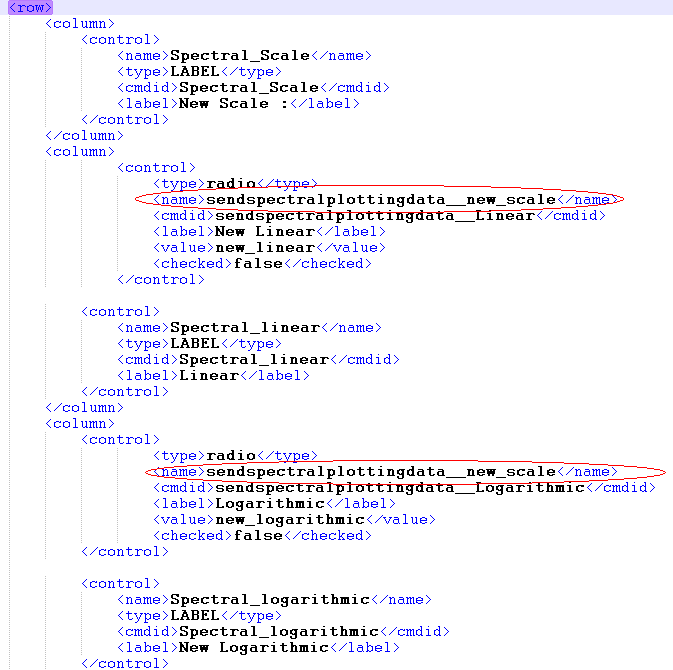 <row>
<column>
<control>
<name>Spectral_Scale</name>
<type>LABEL</type>
<cmdid>Spectral_Scale</cmdid>
<label>New Scale :</label>
</control>
</column>
<column>
<control>
<type>radio</type>
<name>sendspectralplottingdata__new_scale</name>
<cmdid>sendspectralplottingdata__Linear</cmdid>
<label>New Linear</label>
<value>new_linear</value>
<checked>false</checked>
</control>
<control>
<name>Spectral_linear</name>
<type>LABEL</type>
<cmdid>Spectral_linear</cmdid>
<label>Linear</label>
</control>
</column>
<column>
<control>
<type>radio</type>
<name>sendspectralplottingdata__new_scale</name>
<cmdid>sendspectralplottingdata__Logarithmic</cmdid>
<label>Logarithmic</label>
<value>new_logarithmic</value>
<checked>false</checked>
</control>
<control>
<name>Spectral_logarithmic</name>
<type>LABEL</type>
<cmdid>Spectral_logarithmic</cmdid>
<label>New Logarithmic</label>
</control>